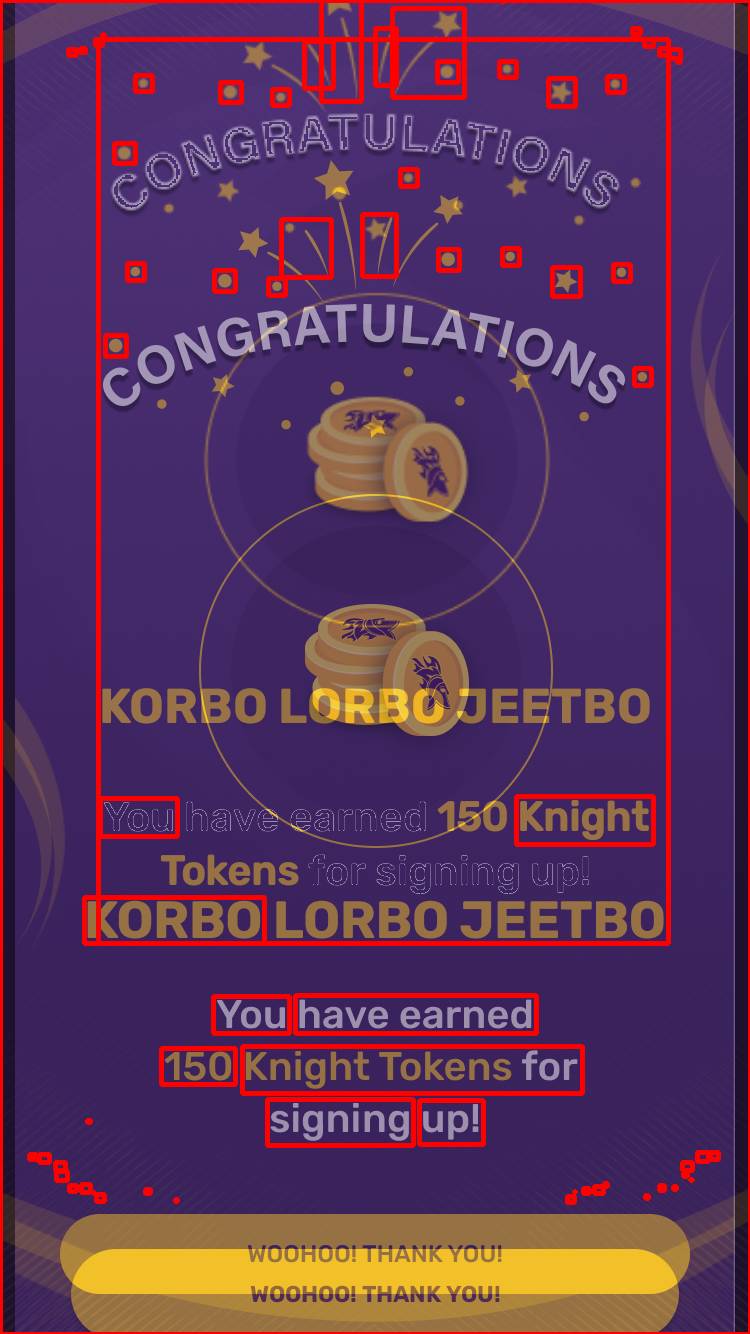 CONGRATULATIONS
CONGRATULATIONS
KORBO LORBO JEETBO
You have earned 150 Knight
Tokens for signing up!
KORBO LORBO JEETBO
You have earned
150 Knight Tokens for
signing up!
WOOHOO! THANK YOU!
WOOHOO! THANK YOU!